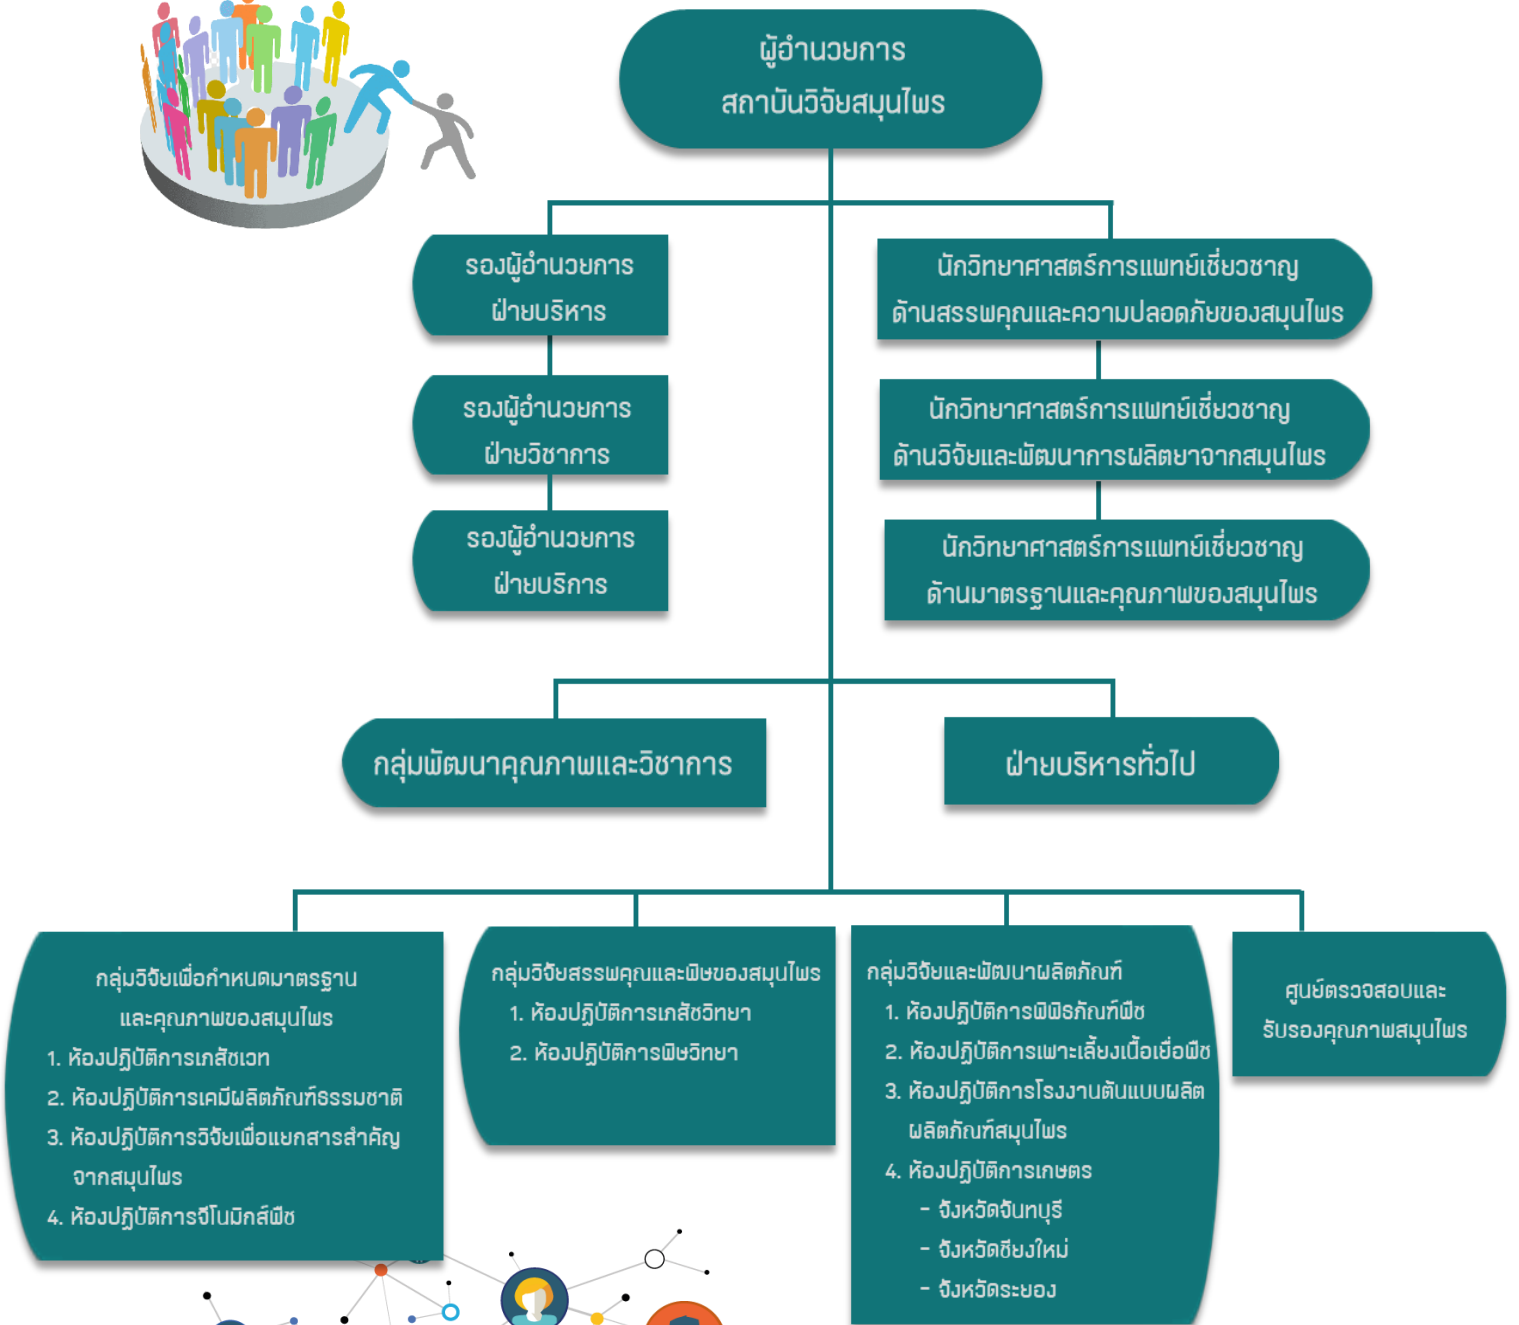 ผู้อำนวยการ
สถาบันวิจัยสมุนไพร
รองผู้อำนวยการ
ฝ่ายบริหาร
นักวิทยาศาสตร์การแพทย์เชี่ยวชาญ
ด้านสรรพคุณและความปลอดภัยของสมุนไพร
รองผู้อำนวยการ
ฝ่ายวิชาการ
นักวิทยาศาสตร์การแพทย์เชี่ยวชาญ
ด้านวิจัยและพัฒนาการผลิตยาจากสมุนไพร
รองผู้อำนวยการ
ฝ่ายบริการ
นักวิทยาศาสตร์การแพทย์เชี่ยวชาญ
ด้านมาตรฐานและคุณภาพของสมุนไพร
กลุ่มพัฒนาคุณภาพและวิชาการ
ฝ่ายบริหารทั่วไป
กลุ่มวิจัยเพื่อกำหนดมาตรฐาน
และคุณภาพของสมุนไพร
1. ห้องปฏิบัติการเภสัชเวท
2. ห้องปฏิบัติการเคมีผลิตภัณฑ์ธรรมชาติ
3. ห้องปฏิบัติการวิจัยเพื่อแยกสารสำคัญ
จากสมุนไพร
4. ห้องปฏิบัติการจีโนมิกส์พืช
กลุ่มวิจัยสรรพคุณและพิษของสมุนไพร
1. ห้องปฏิบัติการเภสัชวิทยา
2. ห้องปฏิบัติการพิษวิทยา
กลุ่มวิจัยและพัฒนาผลิตภัณฑ์
1. ห้องปฏิบัติการพิพิธภัณฑ์พืช
2. ห้องปฏิบัติการเพาะเลี้ยงเนื้อเยื่อพืช
3. ห้องปฏิบัติการโรงงานต้นแบบผลิต
ผลิตภัณฑ์สมุนไพร
4. ห้องปฏิบัติการเกษตร
- จังหวัดจันทบุรี
- จังหวัดชียงใหม่
- จังหวัดระยอง
ศูนย์ตรวจสอบและ
รับรองคุณภาพสมุนไพร